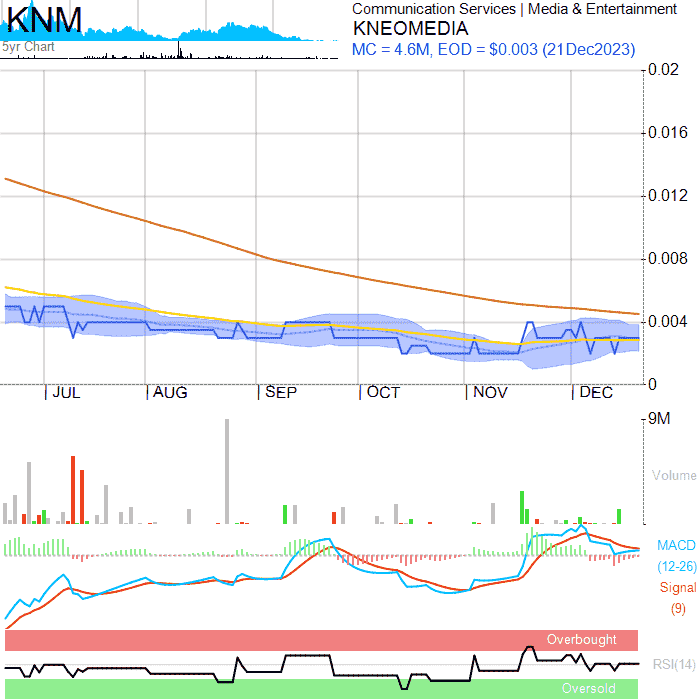 KNM
5yr Chart
Communication Services | Media & Entertainment
KNEOMEDIA
MC = 4.6M, EOD = $0.003 (21Dec2023)
0.02
0.016
0.012
0.008
0.004
0
JUL AUG SEP OCT NOV DEC
9M
Volume
MACD
(12-26)
Signal
(9)
Overbought
RSI(14)
Oversold